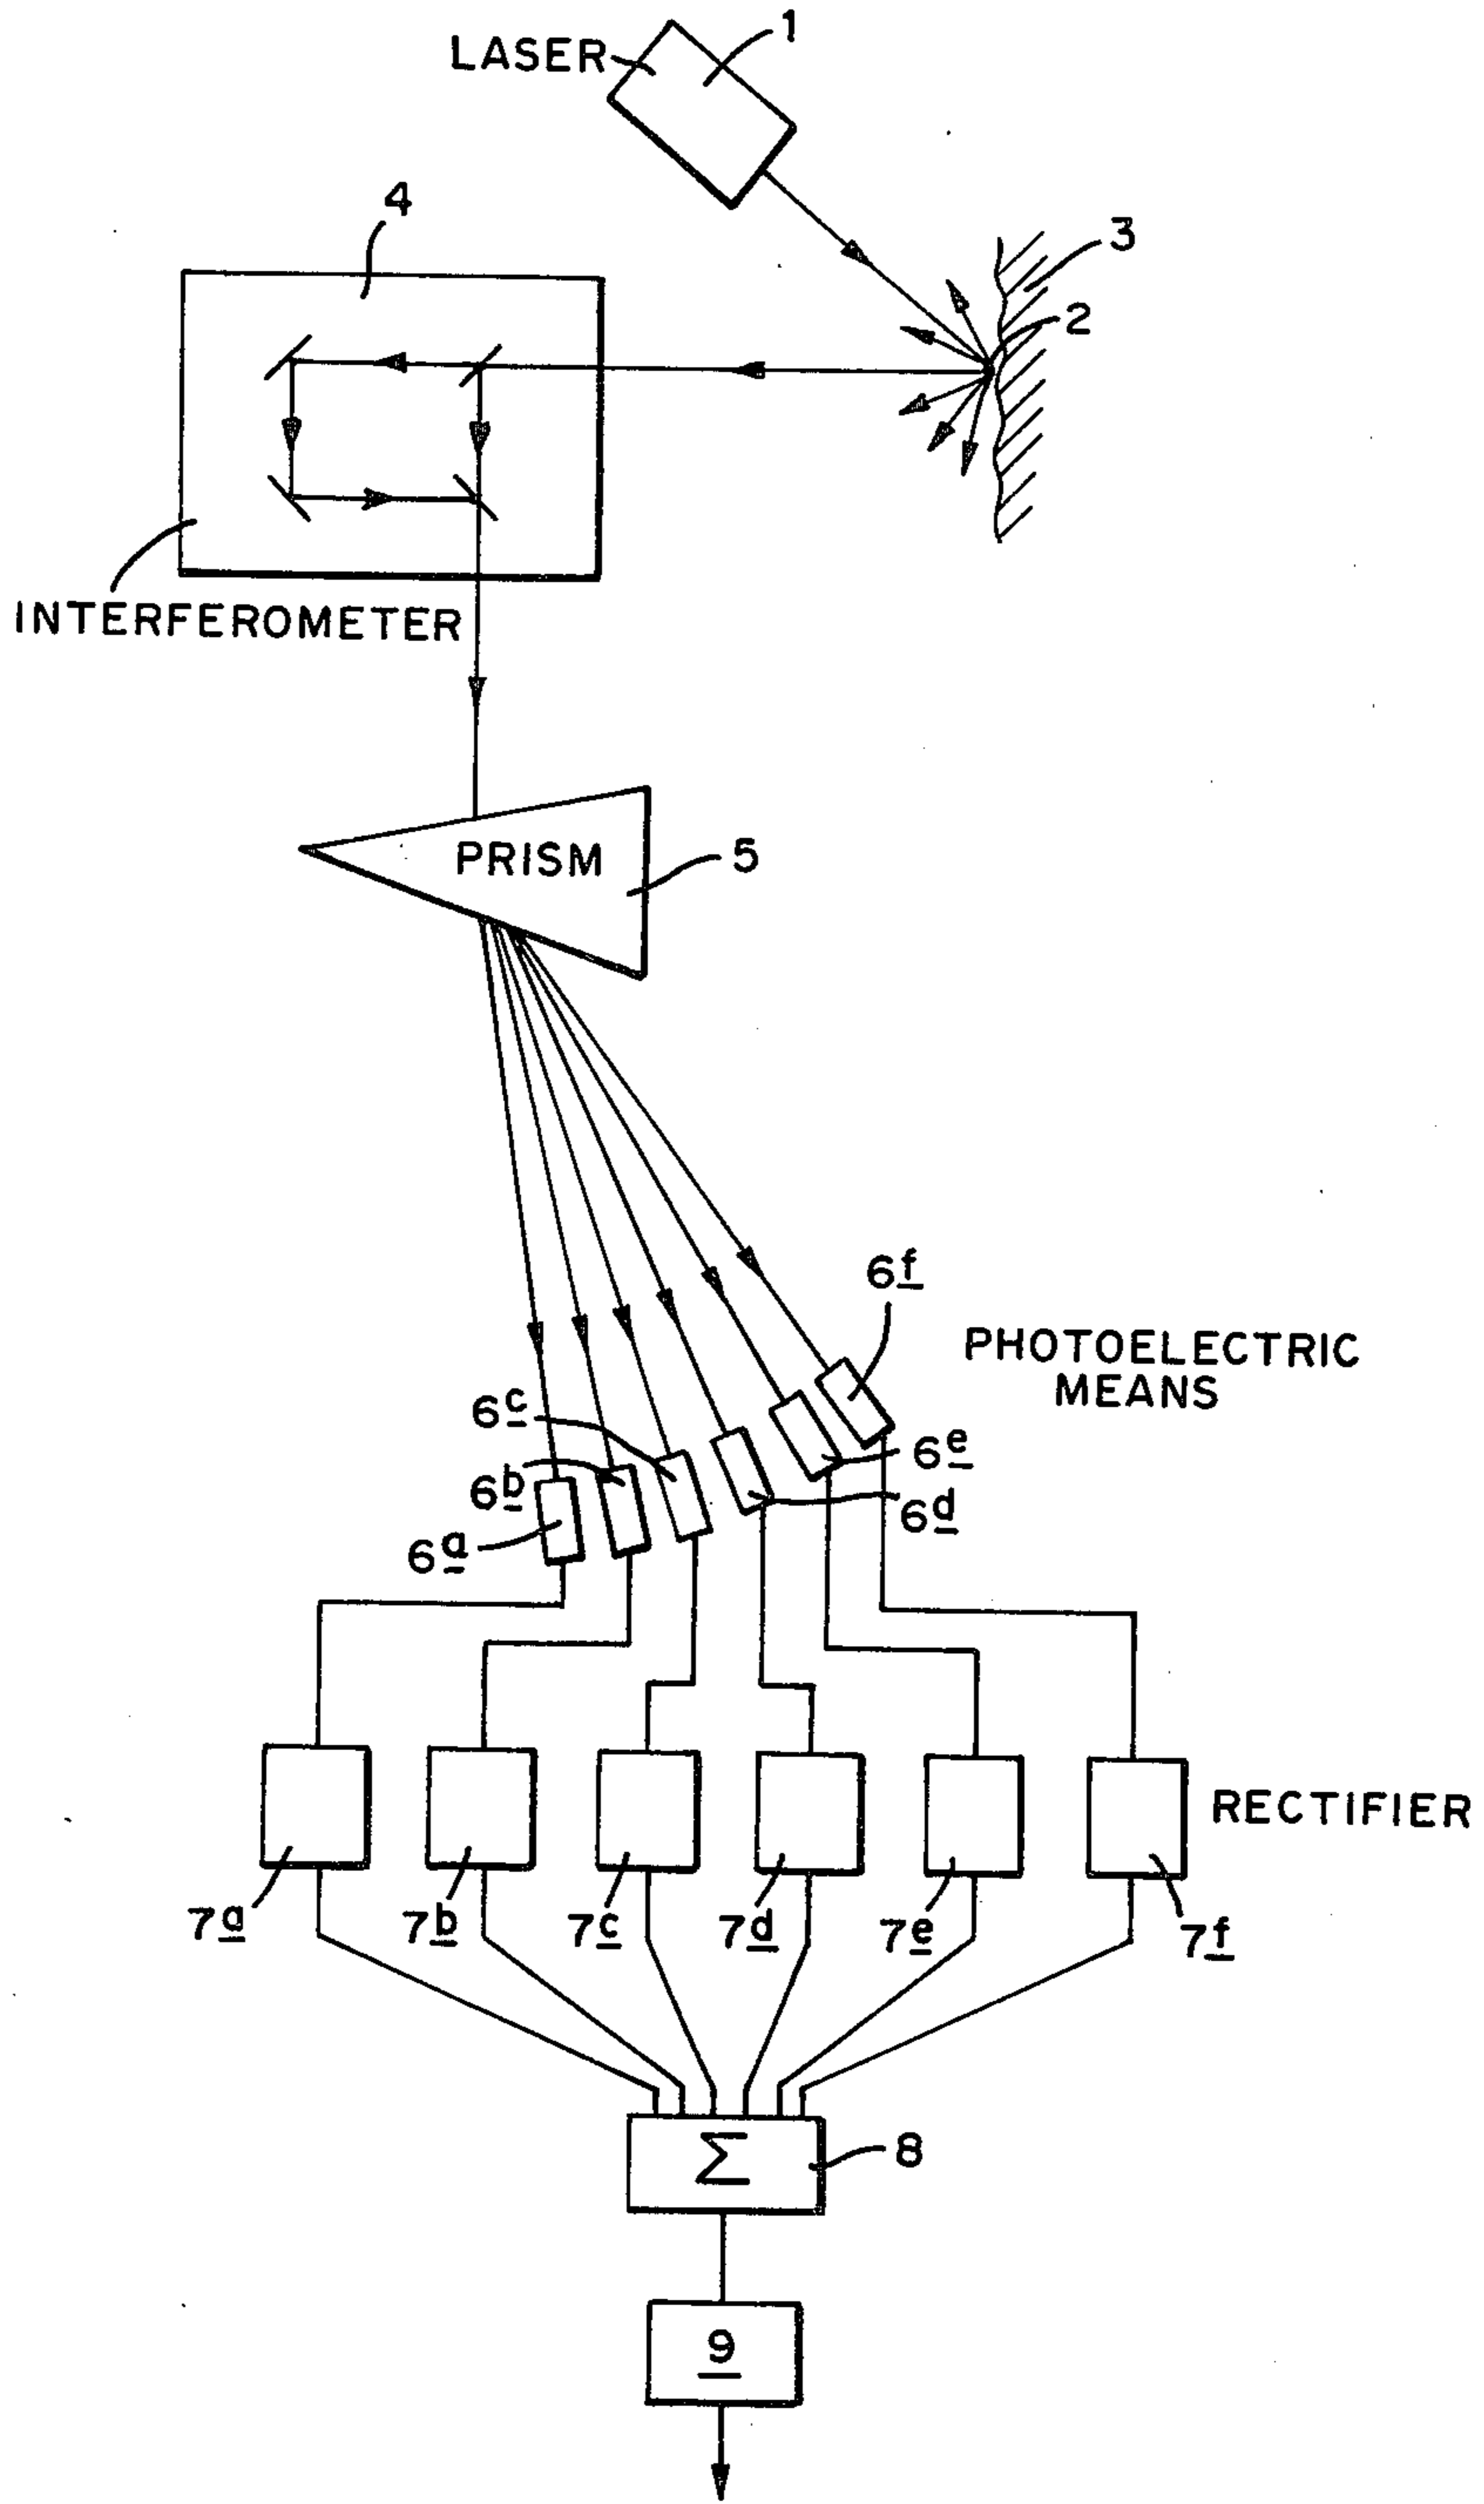 LASER
1
4
3
2
INTERFEROMETER
PRISM
5
6f
PHOTOELECTRIC
MEANS
6c
6e
6b
6d
6a
RECTIFIER
7a
7b
7c
7d
7e
7f
Σ
8
9